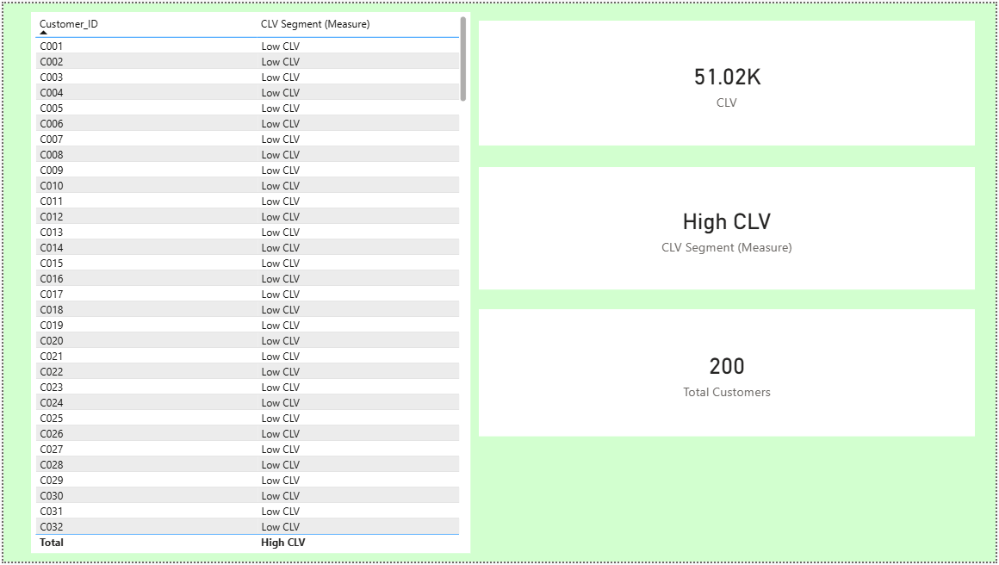 Customer_ID CLV Segment (Measure)
C001 Low CLV
C002 Low CLV
C003 Low CLV
C004 Low CLV
C005 Low CLV
C006 Low CLV
C007 Low CLV
C008 Low CLV
C009 Low CLV
C010 Low CLV
C011 Low CLV
C012 Low CLV
C013 Low CLV
C014 Low CLV
C015 Low CLV
C016 Low CLV
C017 Low CLV
C018 Low CLV
C019 Low CLV
C020 Low CLV
C021 Low CLV
C022 Low CLV
C023 Low CLV
C024 Low CLV
C025 Low CLV
C026 Low CLV
C027 Low CLV
C028 Low CLV
C029 Low CLV
C030 Low CLV
C031 Low CLV
C032 Low CLV
Total High CLV
51.02K
CLV
High CLV
CLV Segment (Measure)
200
Total Customers